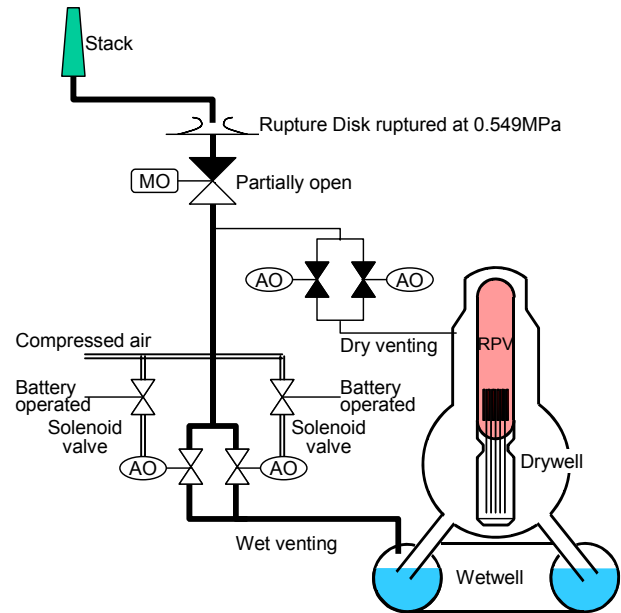 Stack
Rupture Disk ruptured at 0.549MPa
MO
Partially open
AO
AO
Compressed air
Dry venting
RPV
Battery
operated
Battery
operated
Solenoid
valve
Solenoid
valve
AO
AO
Drywell
Wet venting
Wetwell